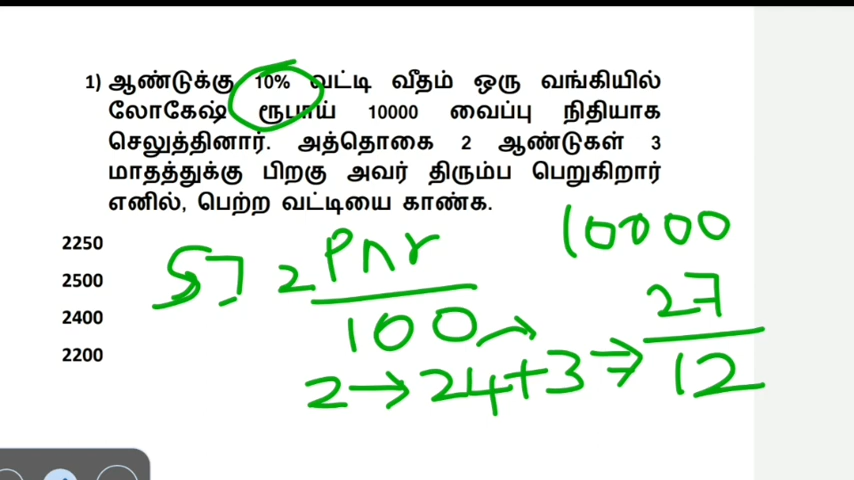 1) ஆண்டுக்கு 10% வட்டி வீதம் ஒரு வங்கியில்
லோகேஷ் ரூபாய் 10000 வைப்பு நிதியாக
செலுத்தினார். அத்தொகை 2 ஆண்டுகள் 3
மாதத்துக்கு பிறகு அவர் திரும்ப பெறுகிறார்
எனில், பெற்ற வட்டியை காண்க.
10000
2250
Pnr
2500
27
2400
100
12
2200
2 → 24+3 ⇒